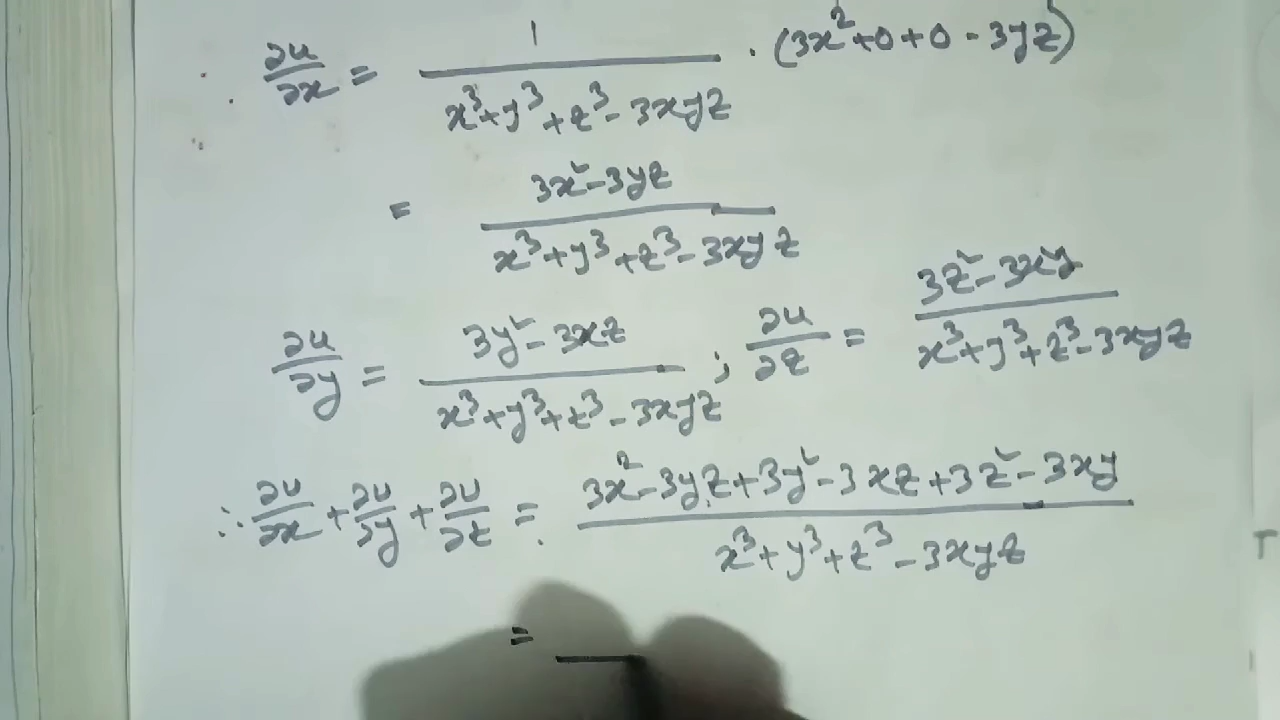 ∂u/∂x = 1/(x³+y³+z³-3xyz) · (3x²+0+0-3yz)
= (3x²-3yz)/(x³+y³+z³-3xyz)
∂u/∂y = (3y²-3xz)/(x³+y³+z³-3xyz) ; ∂u/∂z = (3z²-3xy)/(x³+y³+z³-3xyz)
∴ ∂u/∂x + ∂u/∂y + ∂u/∂z = (3x²-3yz+3y²-3xz+3z²-3xy)/(x³+y³+z³-3xyz)
=